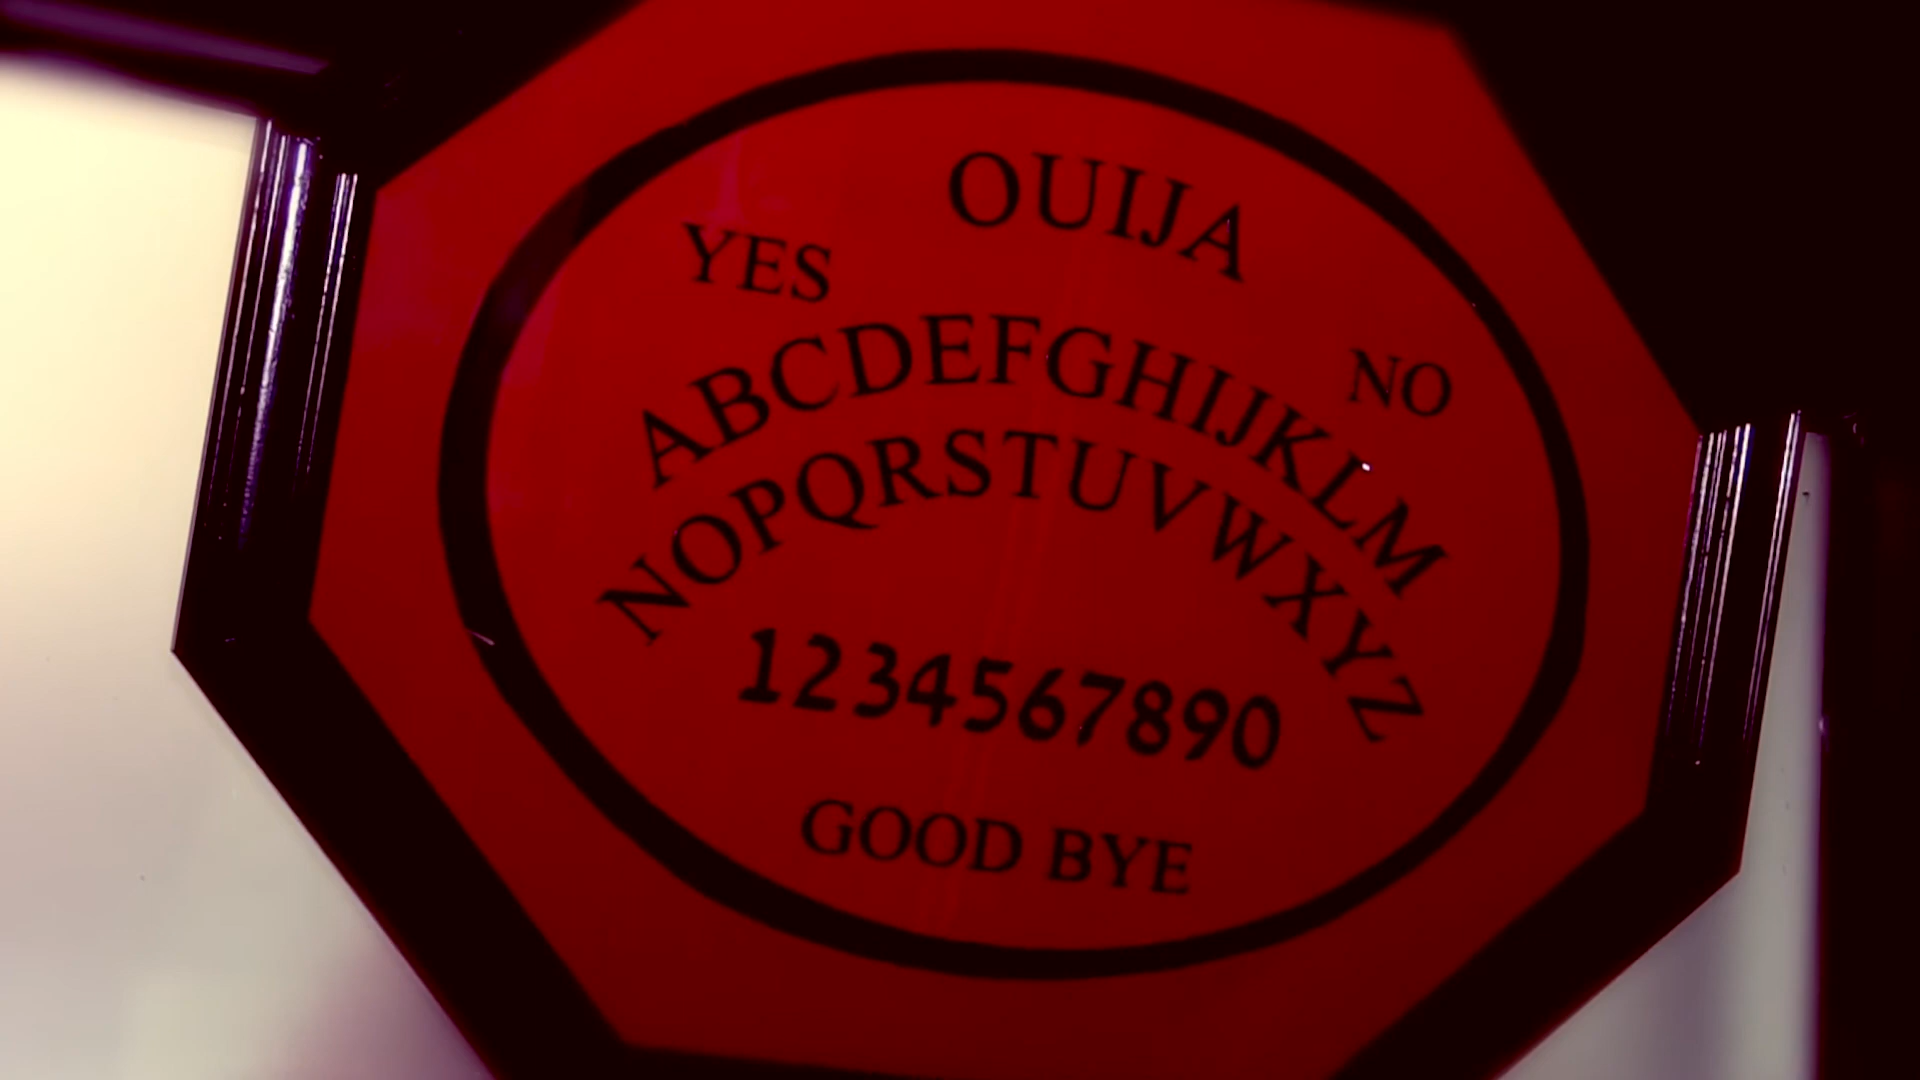 OUIJA
YES
NO
ABCDEFGHIJKLM
NOPQRSTUVWXYZ
1234567890
GOOD BYE